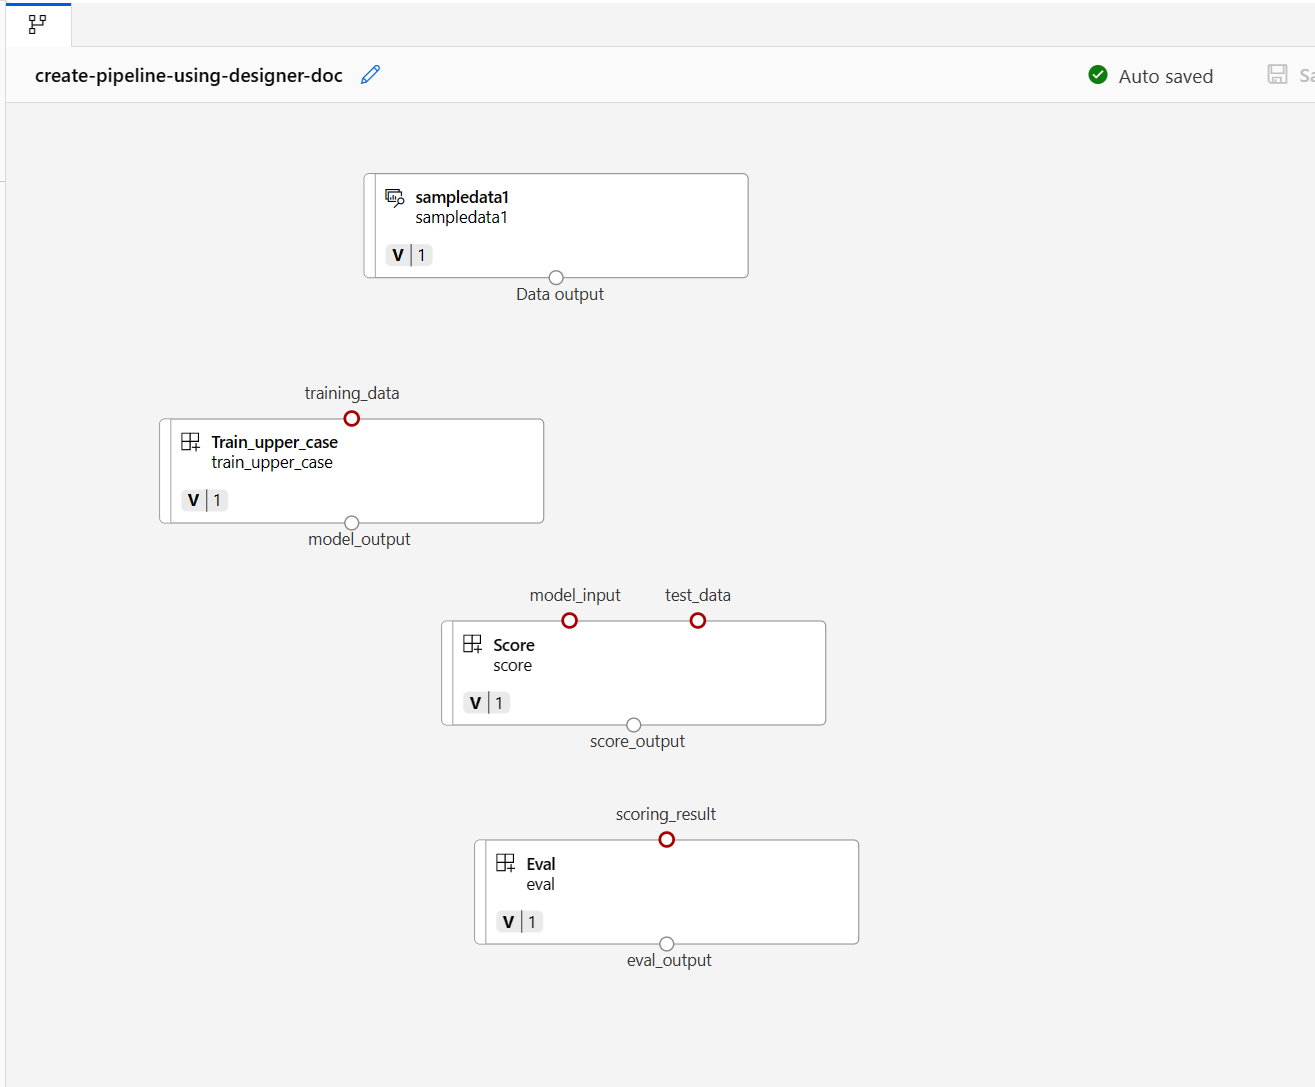 create-pipeline-using-designer-doc
Auto saved
Sa
sampledata1
sampledata1
V 1
Data output
training_data
Train_upper_case
train_upper_case
V 1
model_output
model_input test_data
Score
score
V 1
score_output
scoring_result
Eval
eval
V 1
eval_output